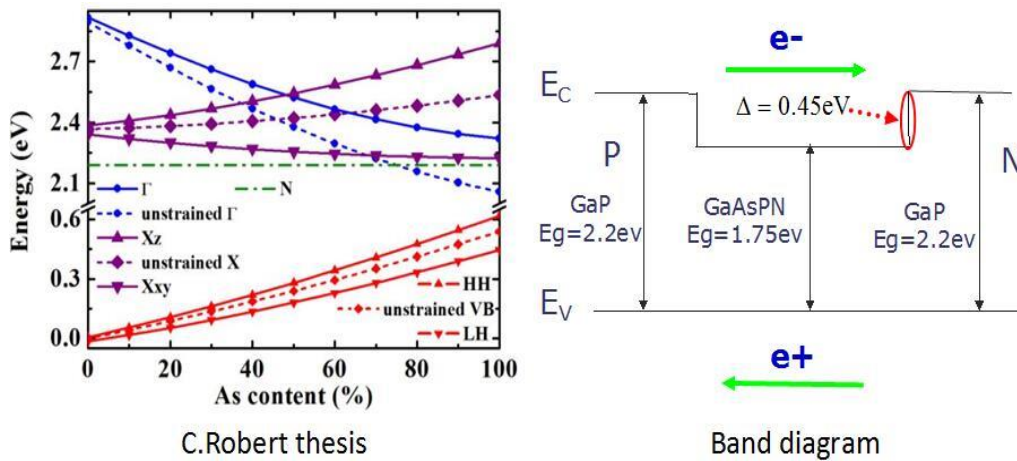 Energy (eV)
2.7
2.4
2.1
0.6
0.3
0.0
Γ
N
unstrained Γ
Xz
unstrained X
Xxy
HH
unstrained VB
LH
0 20 40 60 80 100
As content (%)
C.Robert thesis
e-
E_C
Δ = 0.45eV
P
N
GaP
Eg=2.2ev
GaAsPN
Eg=1.75ev
GaP
Eg=2.2ev
E_V
e+
Band diagram